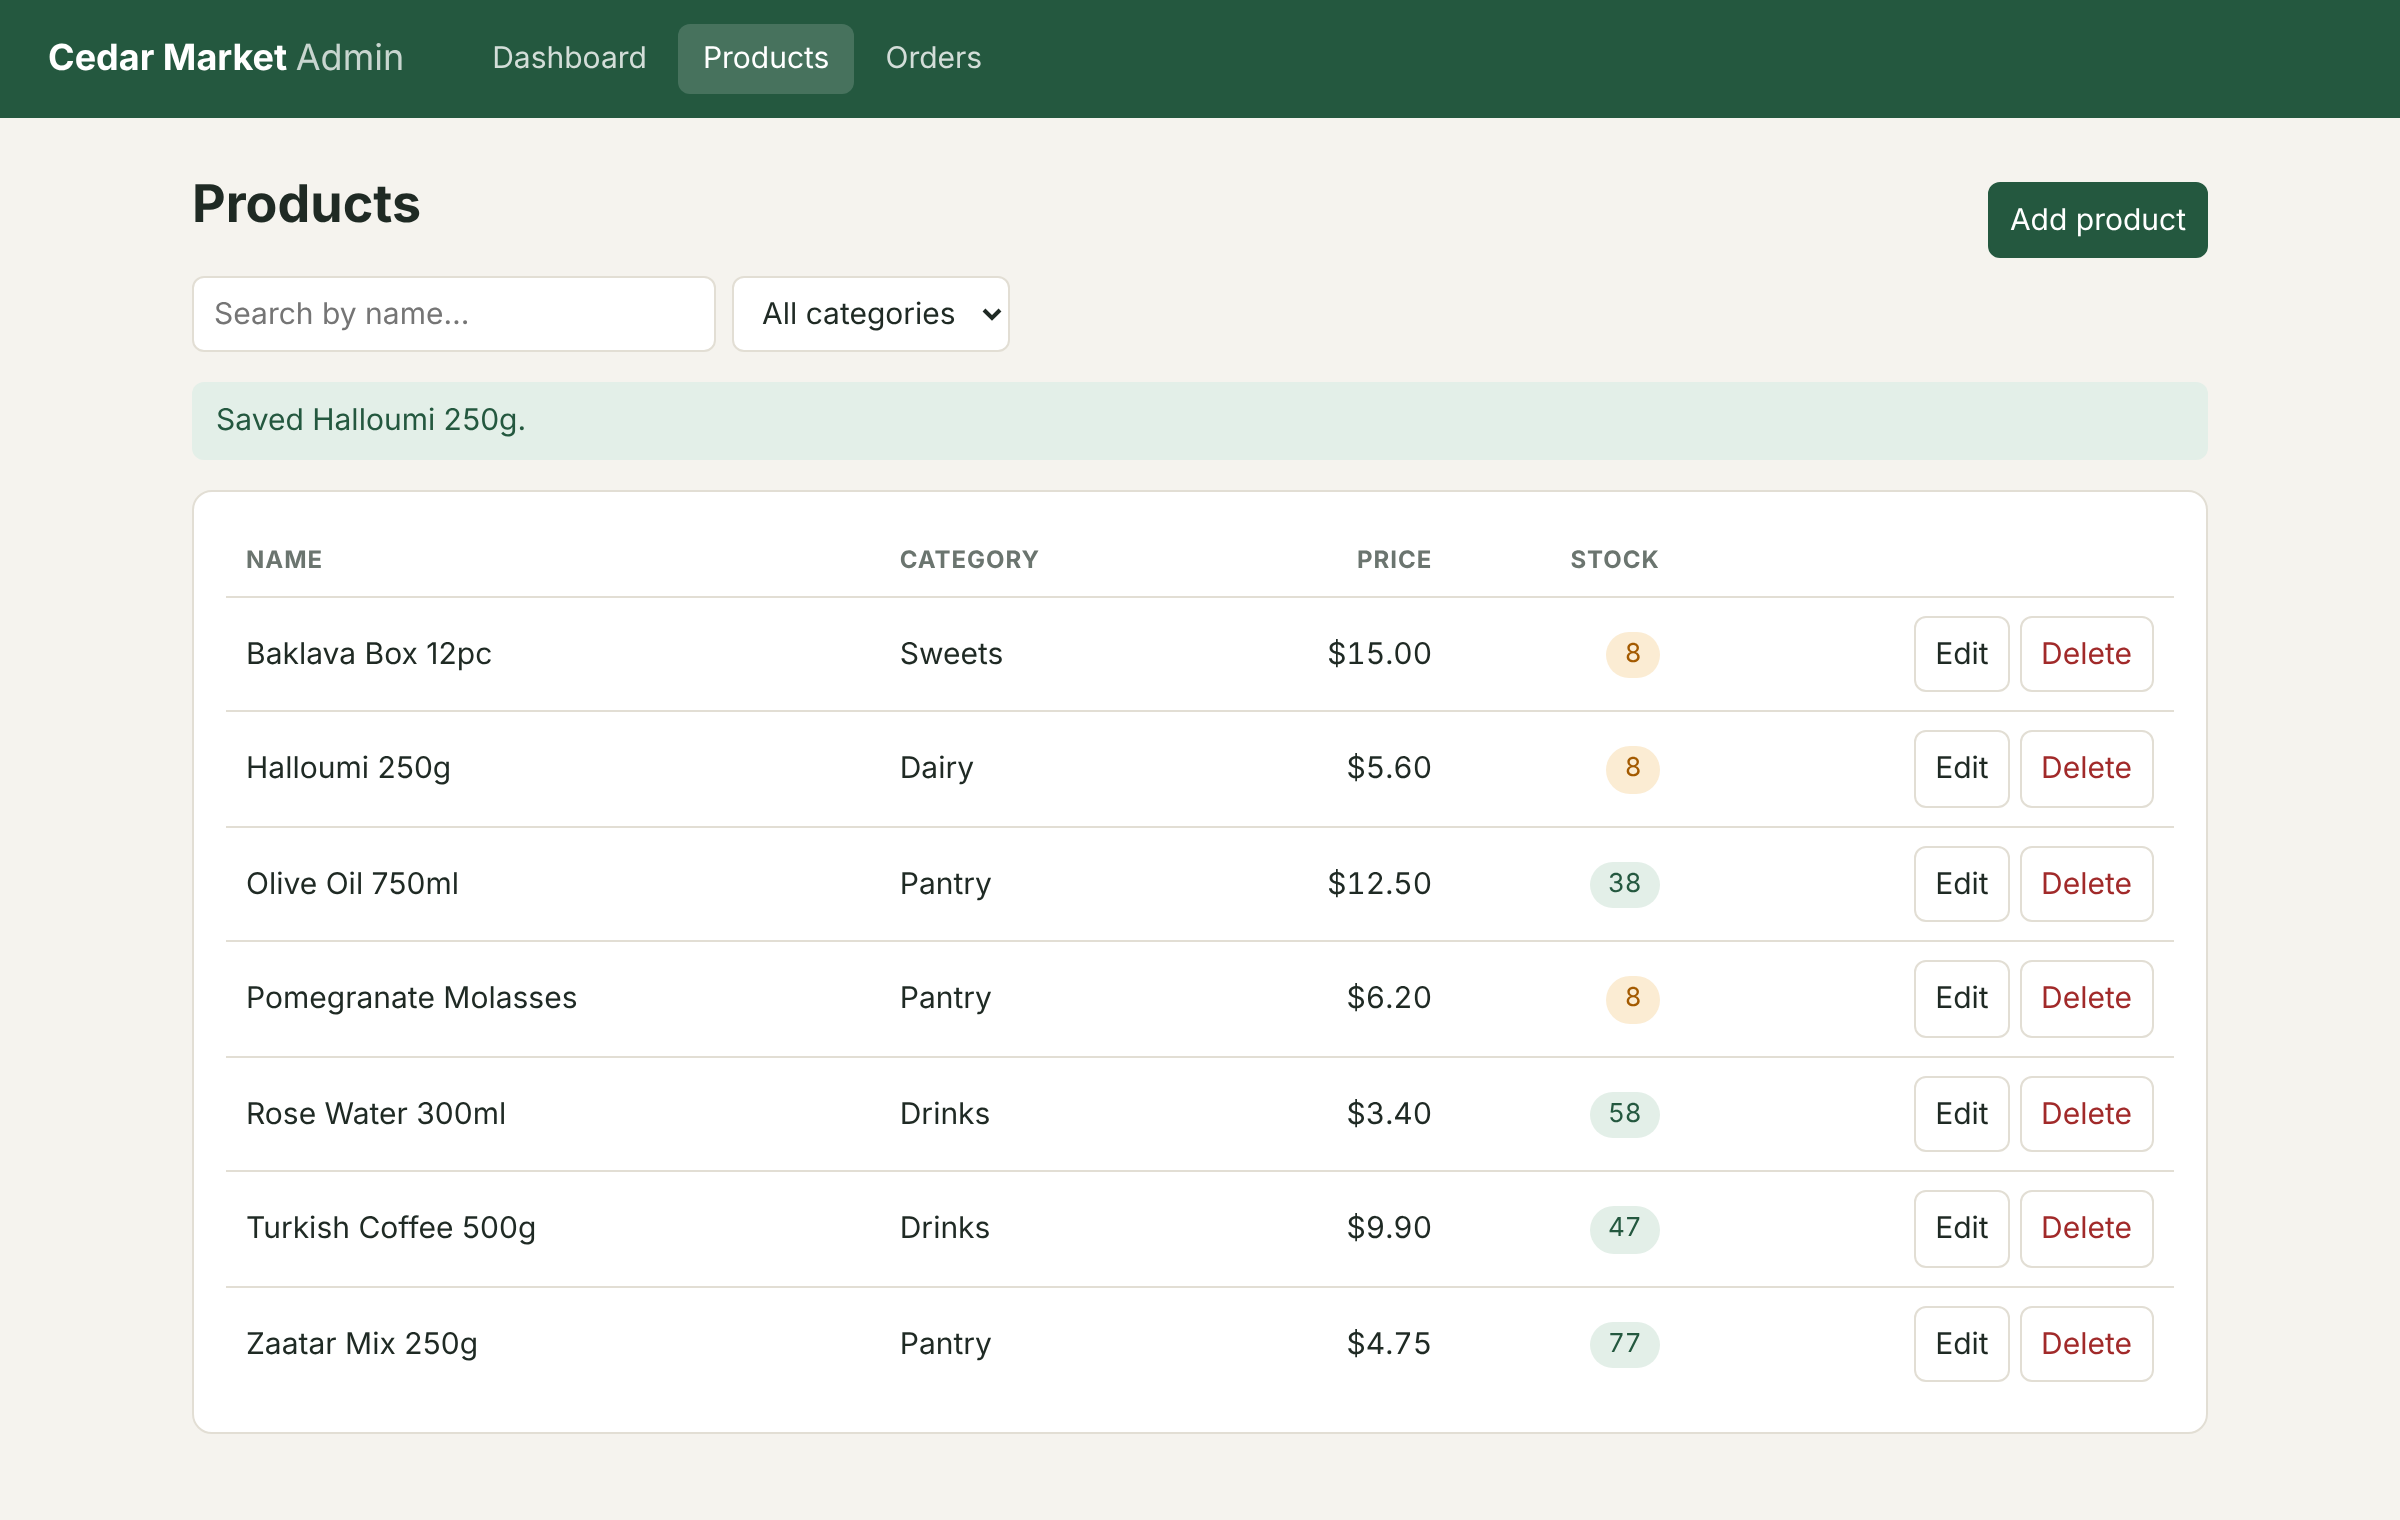 Cedar Market Admin Dashboard Products Orders
Products
Add product
Search by name... All categories
Saved Halloumi 250g.
NAME CATEGORY PRICE STOCK
Baklava Box 12pc Sweets $15.00 8 Edit Delete
Halloumi 250g Dairy $5.60 8 Edit Delete
Olive Oil 750ml Pantry $12.50 38 Edit Delete
Pomegranate Molasses Pantry $6.20 8 Edit Delete
Rose Water 300ml Drinks $3.40 58 Edit Delete
Turkish Coffee 500g Drinks $9.90 47 Edit Delete
Zaatar Mix 250g Pantry $4.75 77 Edit Delete